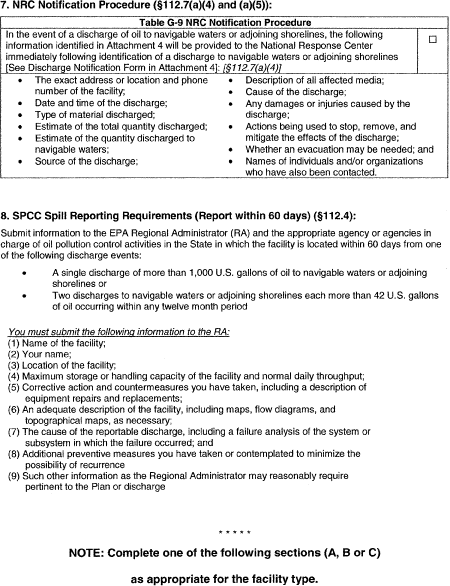 7. NRC Notification Procedure (§112.7(a)(4) and (a)(5)):
Table G-9 NRC Notification Procedure
In the event of a discharge of oil to navigable waters or adjoining shorelines, the following
information identified in Attachment 4 will be provided to the National Response Center
immediately following identification of a discharge to navigable waters or adjoining shorelines
[See Discharge Notification Form in Attachment 4]: [§112.7(a)(4)]
☐
• The exact address or location and phone
number of the facility;
• Date and time of the discharge;
• Type of material discharged;
• Estimate of the total quantity discharged;
• Estimate of the quantity discharged to
navigable waters;
• Source of the discharge;
• Description of all affected media;
• Cause of the discharge;
• Any damages or injuries caused by the
discharge;
• Actions being used to stop, remove, and
mitigate the effects of the discharge;
• Whether an evacuation may be needed; and
• Names of individuals and/or organizations
who have also been contacted.
8. SPCC Spill Reporting Requirements (Report within 60 days) (§112.4):
Submit information to the EPA Regional Administrator (RA) and the appropriate agency or agencies in
charge of oil pollution control activities in the State in which the facility is located within 60 days from one
of the following discharge events:
• A single discharge of more than 1,000 U.S. gallons of oil to navigable waters or adjoining
shorelines or
• Two discharges to navigable waters or adjoining shorelines each more than 42 U.S. gallons
of oil occurring within any twelve month period
You must submit the following information to the RA:
(1) Name of the facility;
(2) Your name;
(3) Location of the facility;
(4) Maximum storage or handling capacity of the facility and normal daily throughput;
(5) Corrective action and countermeasures you have taken, including a description of
equipment repairs and replacements;
(6) An adequate description of the facility, including maps, flow diagrams, and
topographical maps, as necessary;
(7) The cause of the reportable discharge, including a failure analysis of the system or
subsystem in which the failure occurred; and
(8) Additional preventive measures you have taken or contemplated to minimize the
possibility of recurrence
(9) Such other information as the Regional Administrator may reasonably require
pertinent to the Plan or discharge
* * * * *
NOTE: Complete one of the following sections (A, B or C)
as appropriate for the facility type.